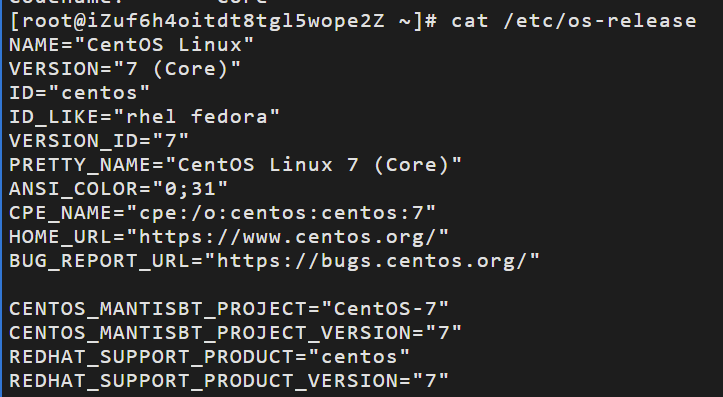 [root@iZuf6h4oitdt8tgl5wope2Z ~]# cat /etc/os-release
NAME="CentOS Linux"
VERSION="7 (Core)"
ID="centos"
ID_LIKE="rhel fedora"
VERSION_ID="7"
PRETTY_NAME="CentOS Linux 7 (Core)"
ANSI_COLOR="0;31"
CPE_NAME="cpe:/o:centos:centos:7"
HOME_URL="https://www.centos.org/"
BUG_REPORT_URL="https://bugs.centos.org/"

CENTOS_MANTISBT_PROJECT="CentOS-7"
CENTOS_MANTISBT_PROJECT_VERSION="7"
REDHAT_SUPPORT_PRODUCT="centos"
REDHAT_SUPPORT_PRODUCT_VERSION="7"